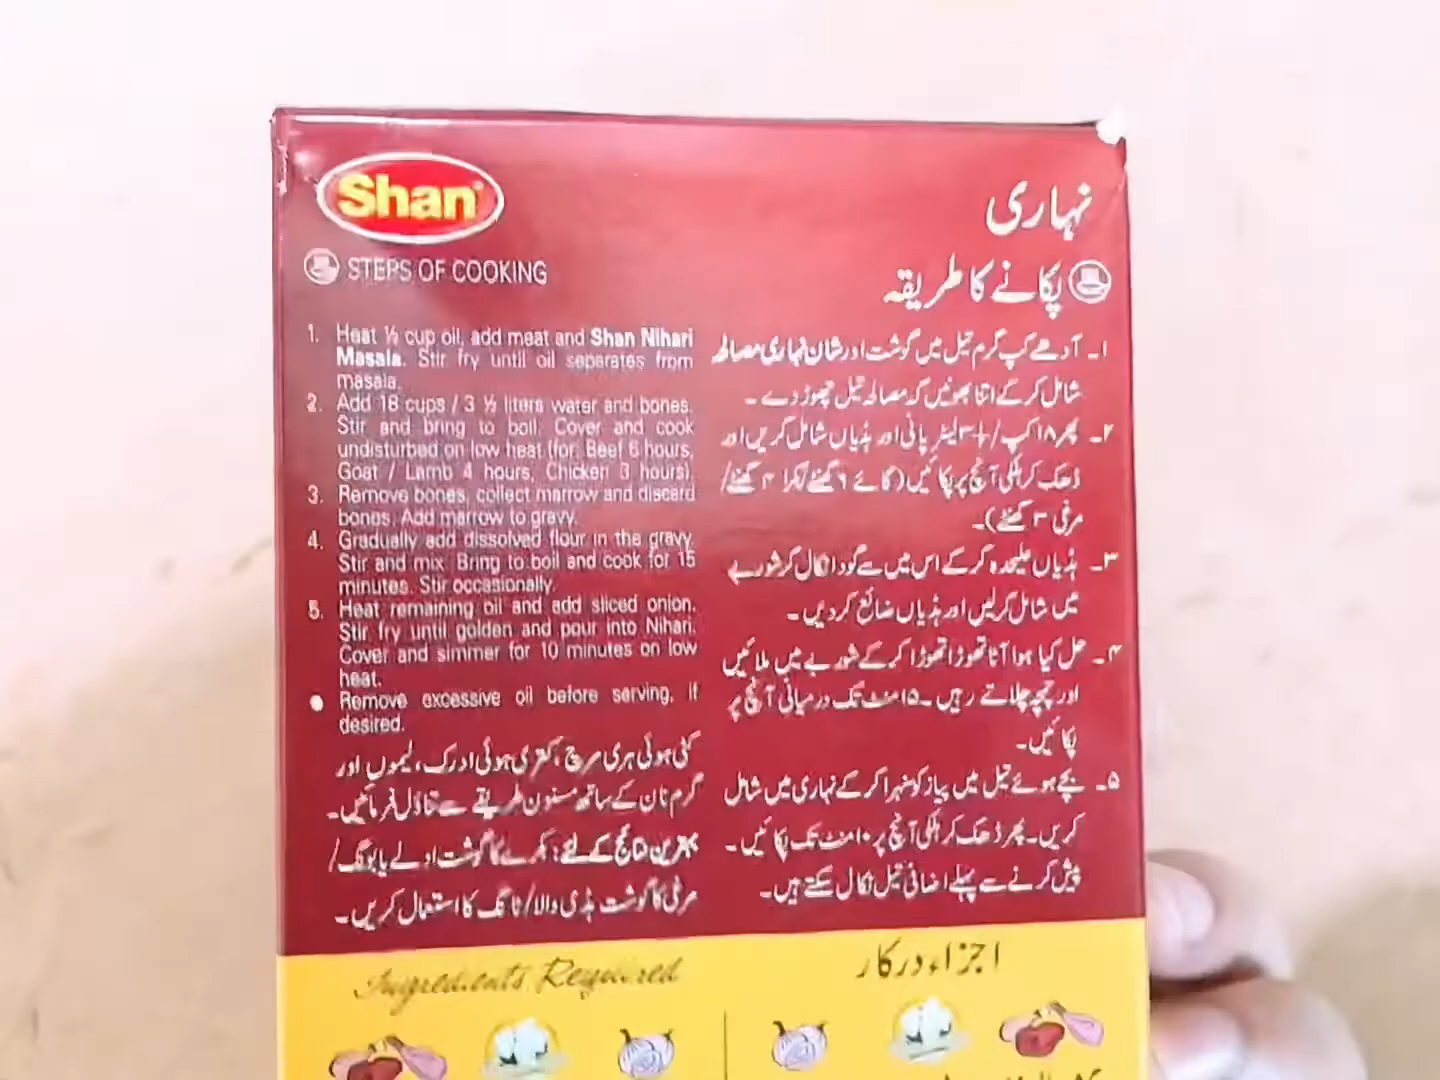 Shan
STEPS OF COOKING
1. Heat ½ cup oil, add meat and Shan Nihari
Masala. Stir fry until oil separates from
masala.
2. Add 18 cups / 3 ½ liters water and bones.
Stir and bring to boil. Cover and cook
undisturbed on low heat (for: Beef 6 hours,
Goat / Lamb 4 hours, Chicken 3 hours).
3. Remove bones, collect marrow and discard
bones. Add marrow to gravy.
4. Gradually add dissolved flour in the gravy.
Stir and mix. Bring to boil and cook for 15
minutes. Stir occasionally.
5. Heat remaining oil and add sliced onion.
Stir fry until golden and pour into Nihari.
Cover and simmer for 10 minutes on low
heat.
● Remove excessive oil before serving, if
desired.
کٹی ہوئی ہری مرچ، کتری ہوئی ادرک، لیموں اور
گرم نان کے ساتھ مسنون طریقے سے تناول فرمائیں۔
بہترین نتائج کے لئے: بکرے کا گوشت ادلے یا بونگ/
مرغی کا گوشت ہڈی والا/ٹانگ کا استعمال کریں۔
نہاری
پکانے کا طریقہ
۱۔ آدھے کپ گرم تیل میں گوشت اور شان نہاری مصالحہ
شامل کر کے اتنا بھونیں کہ مصالحہ تیل چھوڑ دے۔
۲۔ پھر ۱۸ کپ/ لیٹر پانی اور ہڈیاں شامل کریں اور
ڈھک کر ہلکی آنچ پر پکائیں (گائے ۶ گھنٹے/بکرا ۴ گھنٹے/
مرغی ۳ گھنٹے)۔
۳۔ ہڈیاں علیحدہ کر کے اس میں سے گودا نکال کر شوربے
میں شامل کرلیں اور ہڈیاں ضائع کردیں۔
۴۔ حل کیا ہوا آٹا تھوڑا تھوڑا کر کے شوربے میں ملائیں
اور چمچہ چلاتے رہیں۔ ۱۵ منٹ تک درمیانی آنچ پر
پکائیں۔
۵۔ بچے ہوئے تیل میں پیاز کو سنہرا کر کے نہاری میں شامل
کریں۔ پھر ڈھک کر ہلکی آنچ پر ۱۰ منٹ تک پکائیں۔
پیش کرنے سے پہلے اضافی تیل نکال سکتے ہیں۔
Ingredients Required
اجزاء درکار